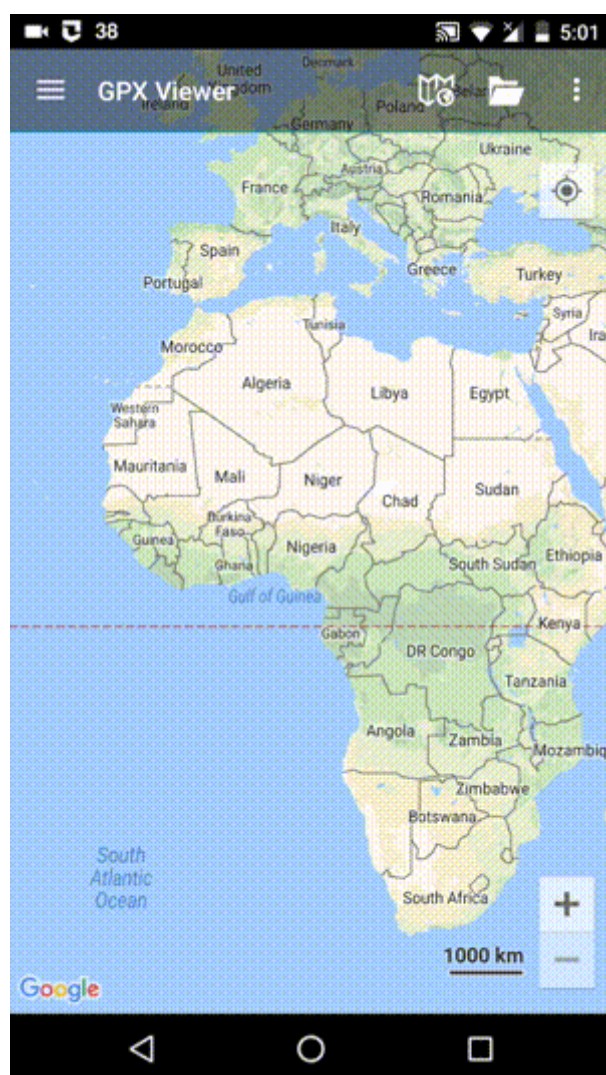 38
5:01
United
Kingdom
Denmark
GPX Viewer
Ireland
Poland
Belarus
Germany
Ukraine
Austria
France
Romania
Italy
Spain
Portugal
Greece
Turkey
Syria
Tunisia
Ira
Morocco
Algeria
Libya
Egypt
Western
Sahara
Mauritania
Mali
Niger
Chad
Sudan
Burkina
Faso
Guinea
Nigeria
Ghana
South Sudan
Ethiopia
Gulf of Guinea
Gabon
Kenya
DR Congo
Tanzania
Angola
Zambia
Mozambiq
Zimbabwe
Botswana
South
Atlantic
Ocean
South Africa
1000 km
Google